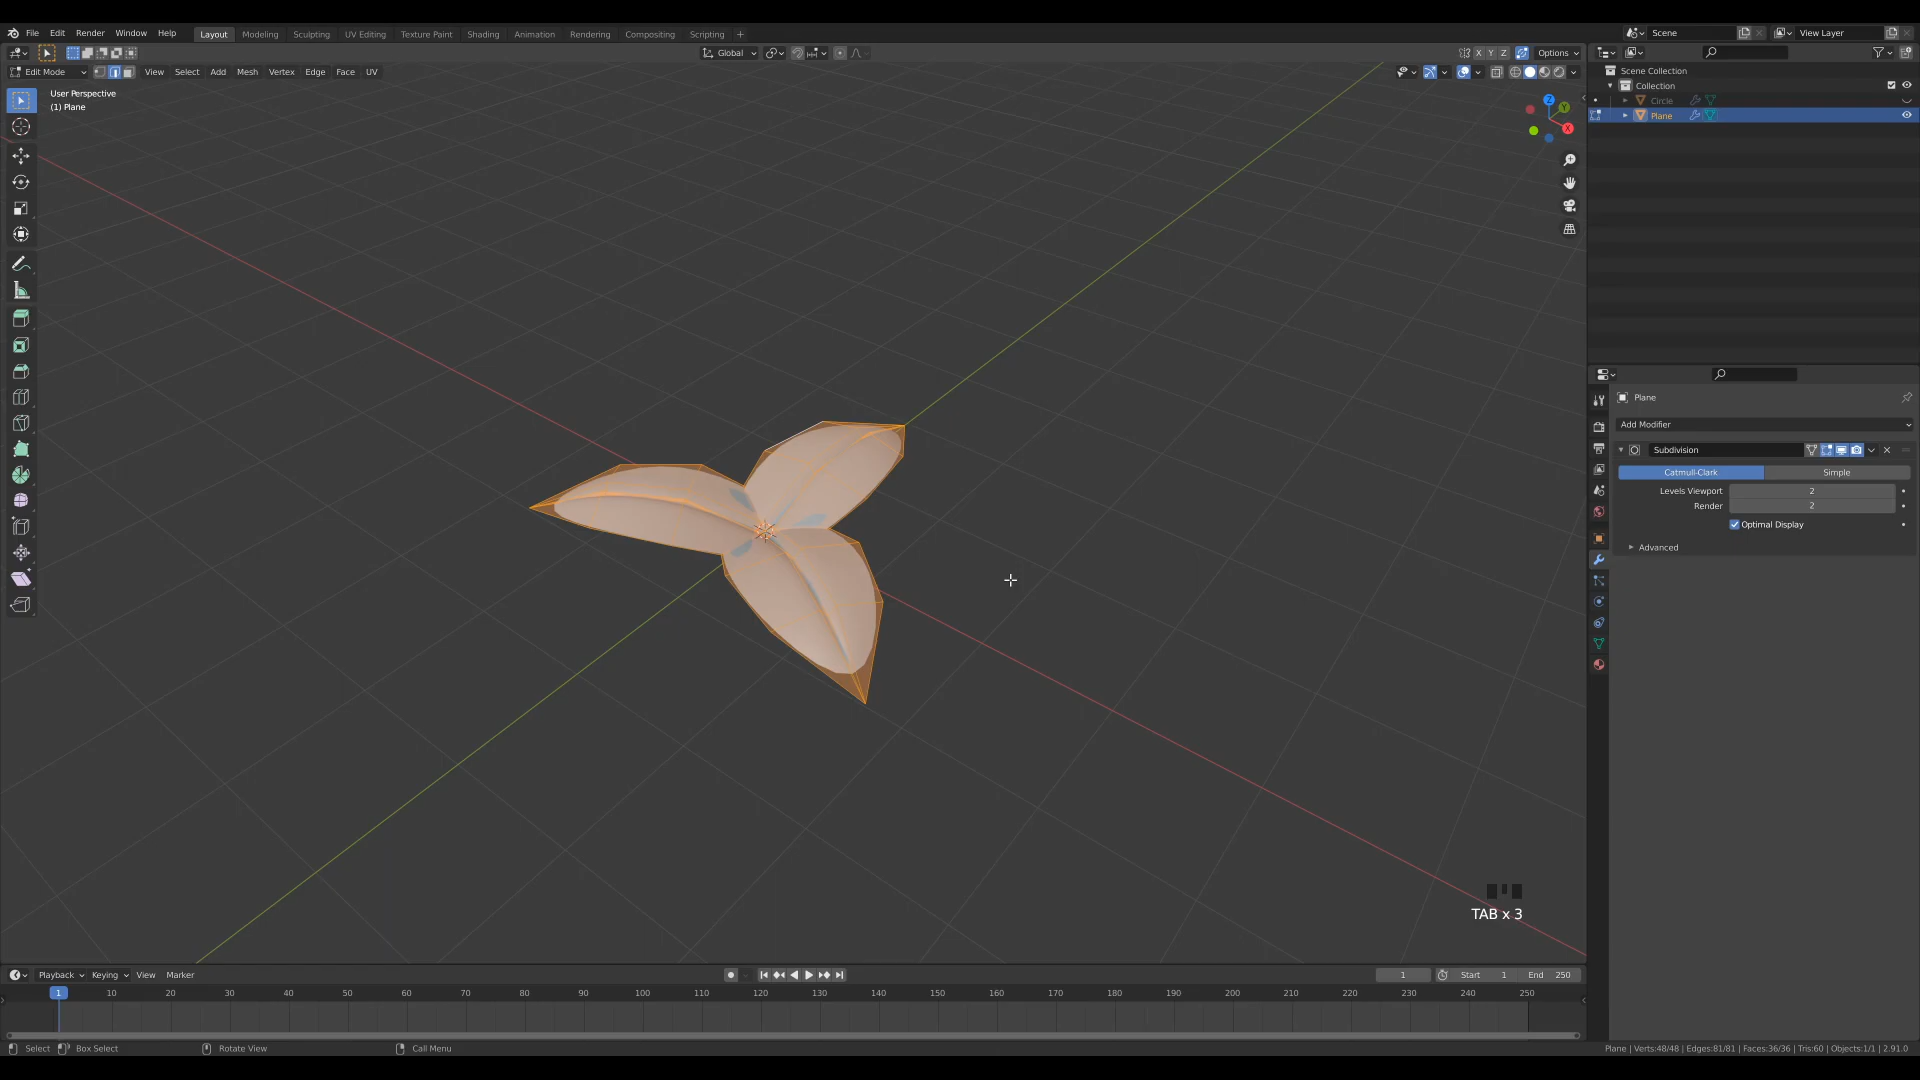 File Edit Render Window Help Layout Modeling Sculpting UV Editing Texture Paint Shading Animation Rendering Compositing Scripting + Scene View Layer
Global X Y Z Options
Edit Mode View Select Add Mesh Vertex Edge Face UV
User Perspective
(1) Plane
Z
Y
X
Scene Collection
Collection
Circle
Plane
Plane
Add Modifier
Subdivision
Catmull-Clark Simple
Levels Viewport 2
Render 2
Optimal Display
Advanced
TAB x 3
Playback Keying View Marker 1 Start 1 End 250
1 10 20 30 40 50 60 70 80 90 100 110 120 130 140 150 160 170 180 190 200 210 220 230 240 250
Select Box Select Rotate View Call Menu Plane | Verts:48/48 | Edges:81/81 | Faces:36/36 | Tris:60 | Objects:1/1 | 2.91.0